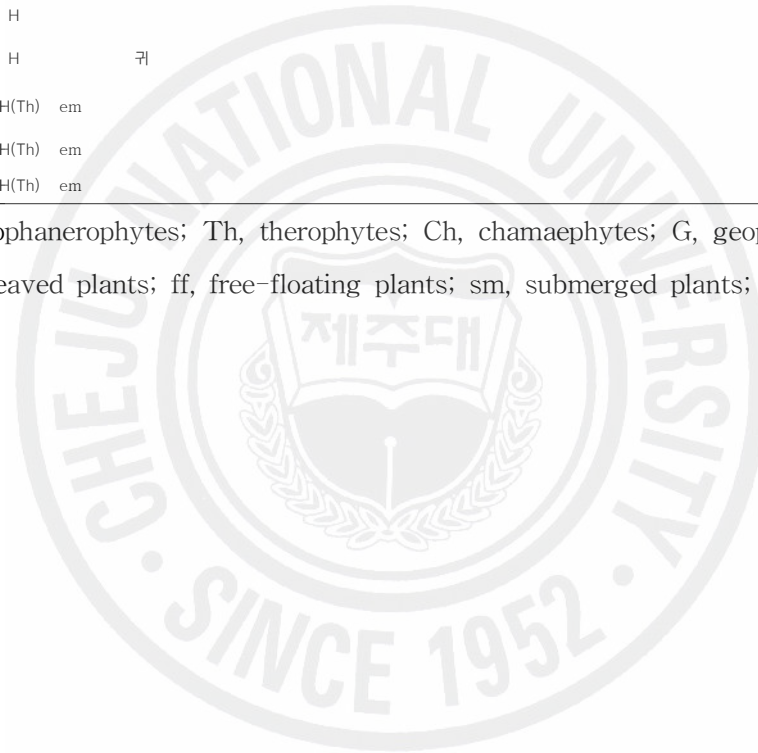 H
H 귀
H(Th) em
H(Th) em
H(Th) em
ophanerophytes; Th, therophytes; Ch, chamaephytes; G, geop
eaved plants; ff, free-floating plants; sm, submerged plants;
CHEJU NATIONAL UNIVERSITY
제주대
SINCE 1952